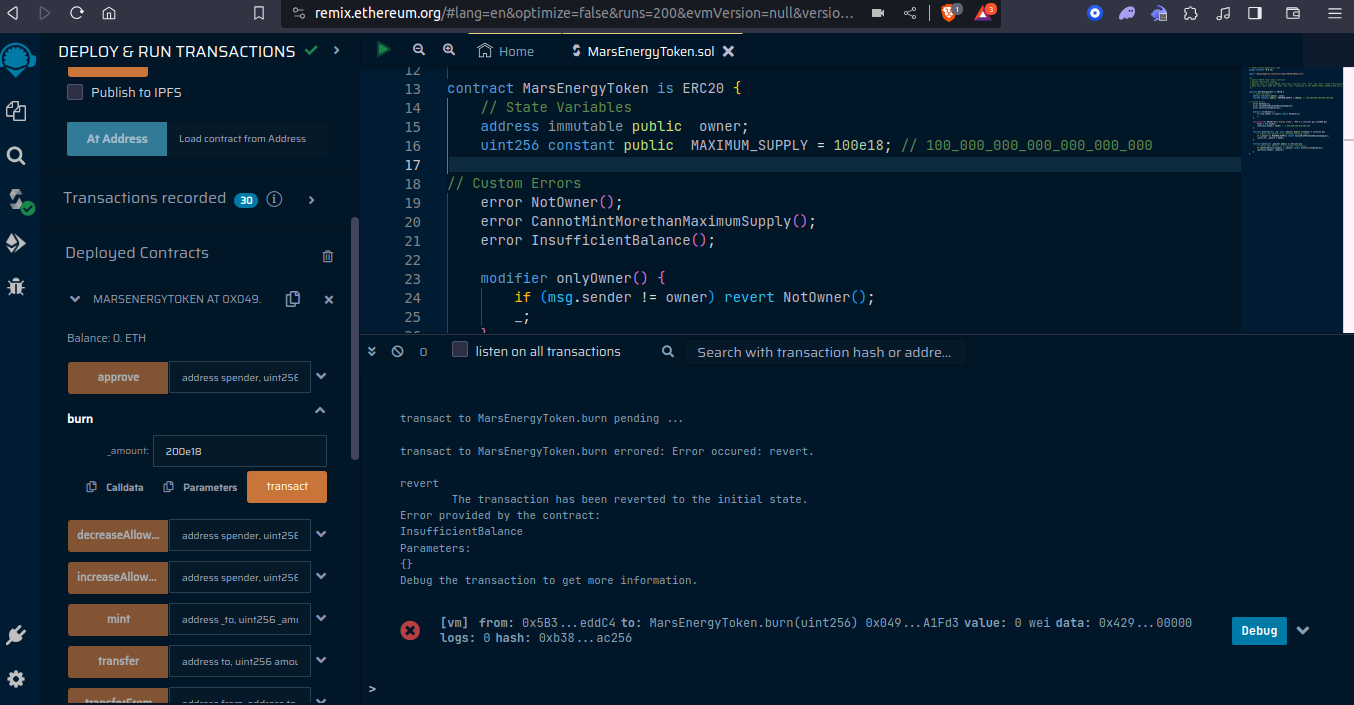 remix.ethereum.org/#lang=en&optimize=false&runs=200&evmVersion=null&versio...
1
3
DEPLOY & RUN TRANSACTIONS
Publish to IPFS
At Address
Load contract from Address
Transactions recorded 30 i
Deployed Contracts
MARSENERGYTOKEN AT 0X049.
Balance: 0. ETH
approve
address spender, uint256
burn
_amount:
200e18
Calldata
Parameters
transact
decreaseAllow...
address spender, uint256
increaseAllow...
address spender, uint256
mint
address _to, uint256 _amo
transfer
address to, uint256 amou
transferFrom
address from, address to
Home
MarsEnergyToken.sol
12
13 contract MarsEnergyToken is ERC20 {
14 // State Variables
15 address immutable public owner;
16 uint256 constant public MAXIMUM_SUPPLY = 100e18; // 100_000_000_000_000_000_000
17
18 // Custom Errors
19 error NotOwner();
20 error CannotMintMorethanMaximumSupply();
21 error InsufficientBalance();
22
23 modifier onlyOwner() {
24 if (msg.sender != owner) revert NotOwner();
25 _;
26 }
0
listen on all transactions
Search with transaction hash or addre...
transact to MarsEnergyToken.burn pending ...
transact to MarsEnergyToken.burn errored: Error occured: revert.
revert
The transaction has been reverted to the initial state.
Error provided by the contract:
InsufficientBalance
Parameters:
{}
Debug the transaction to get more information.
[vm] from: 0x5B3...eddC4 to: MarsEnergyToken.burn(uint256) 0x049...A1Fd3 value: 0 wei data: 0x429...00000
logs: 0 hash: 0xb38...ac256
Debug
>